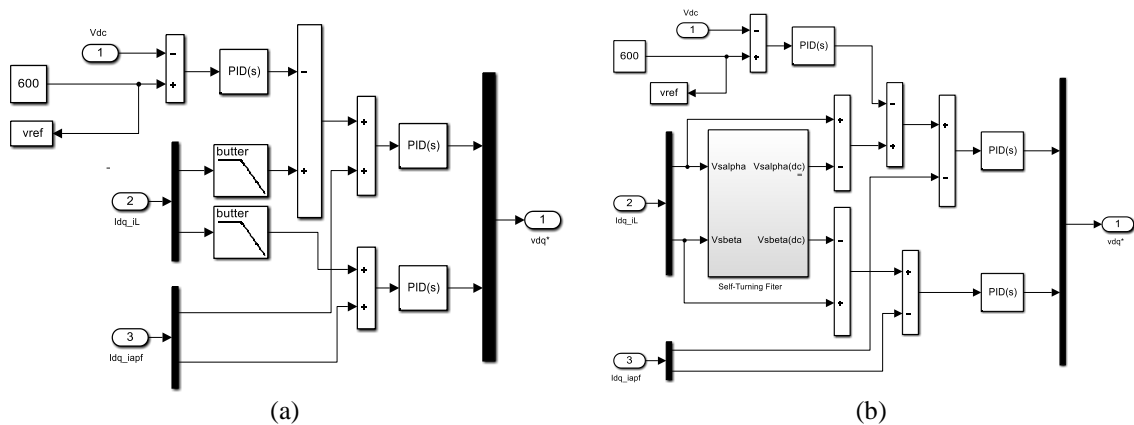 Vdc
1
600
vref
PID(s)
-
+
-
+
butter
butter
2
Idq_iL
3
Idq_iapf
+
+
PID(s)
+
+
PID(s)
1
vdq*
(a)
Vdc
1
600
vref
-
+
PID(s)
2
Idq_iL
Vsalpha
Vsalpha(dc)
Vsbeta
Vsbeta(dc)
Self-Turning Fiter
+
-
-
+
-
+
+
-
PID(s)
+
-
PID(s)
3
Idq_iapf
1
vdq*
(b)